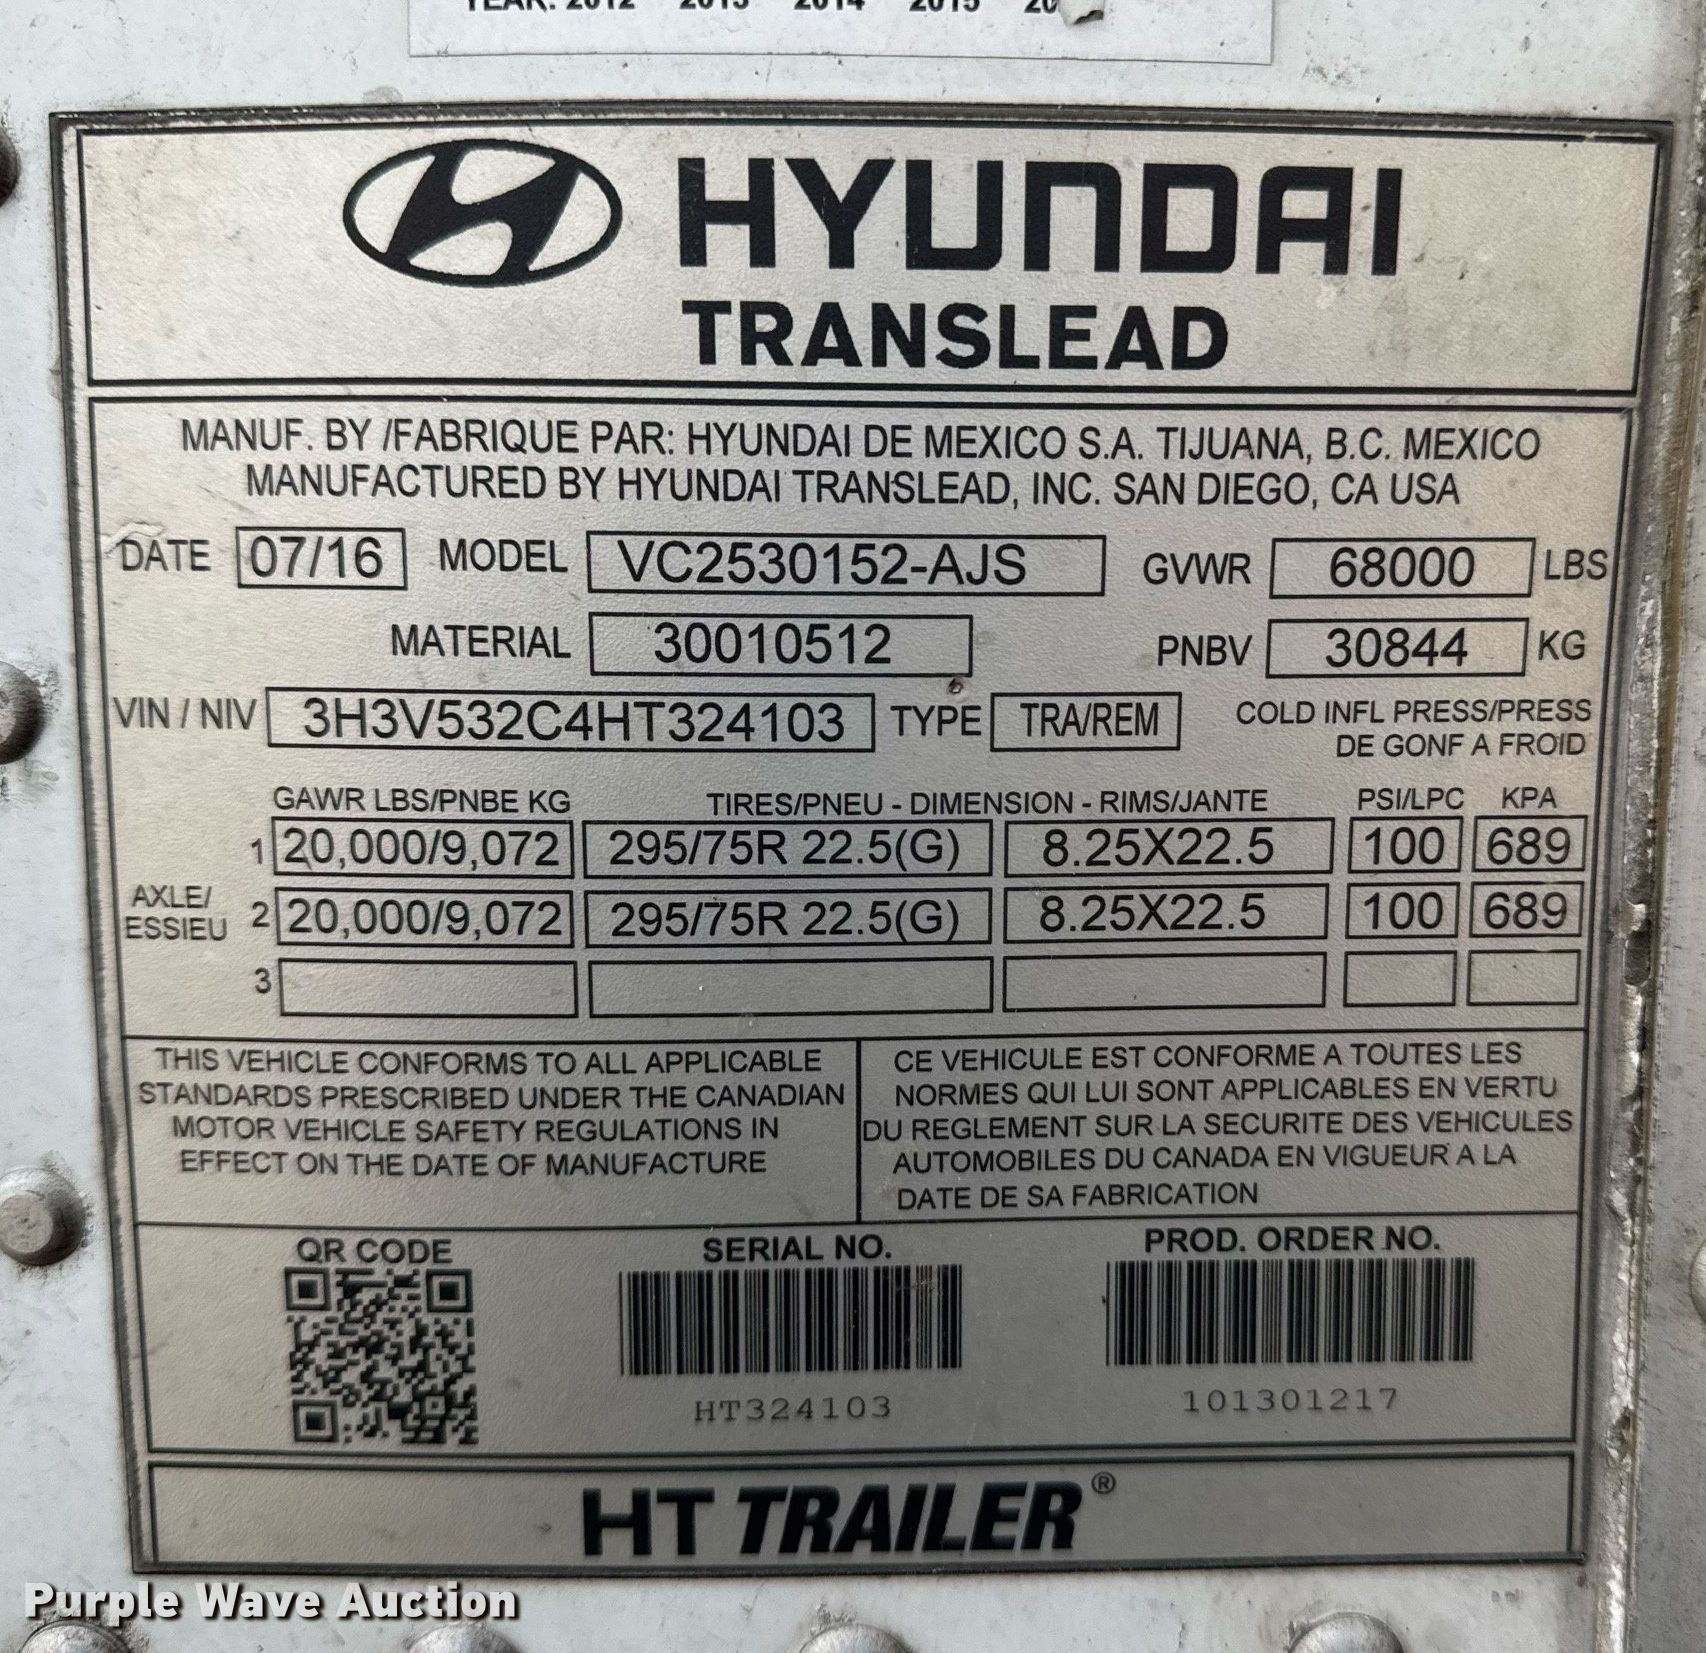 YEAR: 2012 2013 2014 2015
HYUNDAI
TRANSLEAD
MANUF. BY /FABRIQUE PAR: HYUNDAI DE MEXICO S.A. TIJUANA, B.C. MEXICO
MANUFACTURED BY HYUNDAI TRANSLEAD, INC. SAN DIEGO, CA USA
DATE 07/16 MODEL VC2530152-AJS GVWR 68000 LBS
MATERIAL 30010512 PNBV 30844 KG
VIN / NIV 3H3V532C4HT324103 TYPE TRA/REM COLD INFL PRESS/PRESS
DE GONF A FROID
GAWR LBS/PNBE KG TIRES/PNEU - DIMENSION - RIMS/JANTE PSI/LPC KPA
1 20,000/9,072 295/75R 22.5(G) 8.25X22.5 100 689
AXLE/
ESSIEU 2 20,000/9,072 295/75R 22.5(G) 8.25X22.5 100 689
3
THIS VEHICLE CONFORMS TO ALL APPLICABLE
STANDARDS PRESCRIBED UNDER THE CANADIAN
MOTOR VEHICLE SAFETY REGULATIONS IN
EFFECT ON THE DATE OF MANUFACTURE
CE VEHICULE EST CONFORME A TOUTES LES
NORMES QUI LUI SONT APPLICABLES EN VERTU
DU REGLEMENT SUR LA SECURITE DES VEHICULES
AUTOMOBILES DU CANADA EN VIGUEUR A LA
DATE DE SA FABRICATION
QR CODE SERIAL NO. PROD. ORDER NO.
HT324103 101301217
HT TRAILER®
Purple Wave Auction